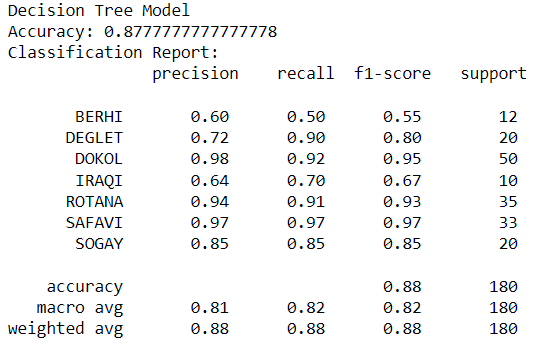 Decision Tree Model
Accuracy: 0.8777777777777778
Classification Report:
precision recall f1-score support
BERHI 0.60 0.50 0.55 12
DEGLET 0.72 0.90 0.80 20
DOKOL 0.98 0.92 0.95 50
IRAQI 0.64 0.70 0.67 10
ROTANA 0.94 0.91 0.93 35
SAFAVI 0.97 0.97 0.97 33
SOGAY 0.85 0.85 0.85 20
accuracy 0.88 180
macro avg 0.81 0.82 0.82 180
weighted avg 0.88 0.88 0.88 180